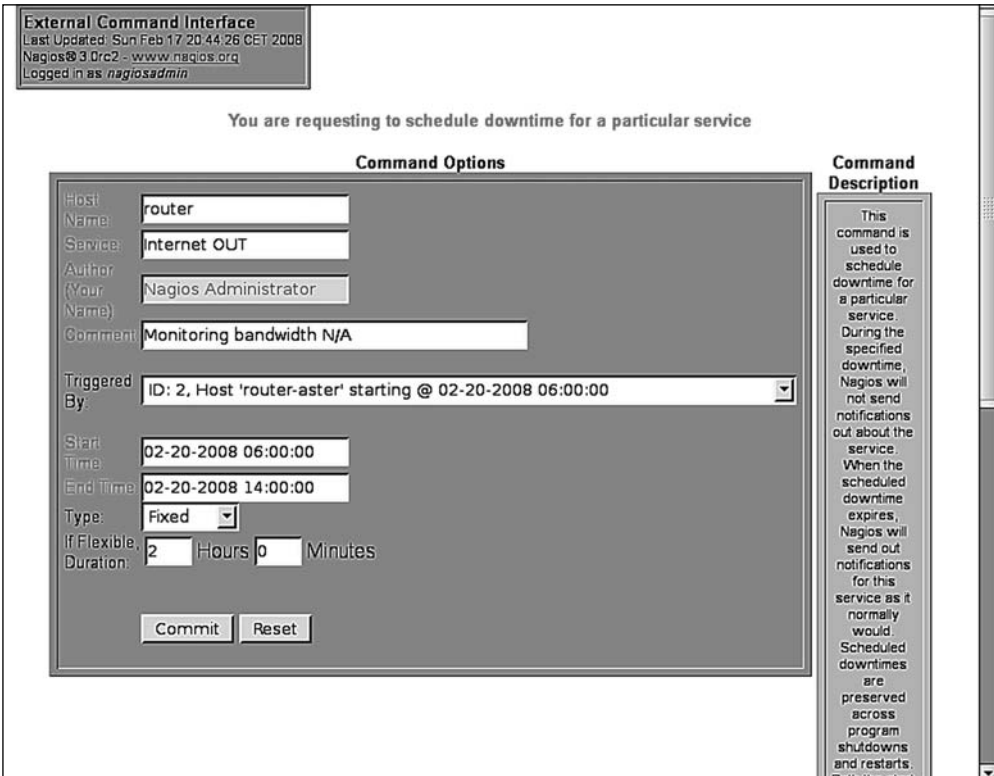 External Command Interface
Last Updated: Sun Feb 17 20:44:26 CET 2008
Nagios® 3.0rc2 - www.nagios.org
Logged in as nagiosadmin
You are requesting to schedule downtime for a particular service
Command Options
Host
Name:
router
Service:
Internet OUT
Author
(Your
Name):
Nagios Administrator
Comment:
Monitoring bandwidth N/A
Triggered
By:
ID: 2, Host 'router-aster' starting @ 02-20-2008 06:00:00
Start
Time:
02-20-2008 06:00:00
End Time:
02-20-2008 14:00:00
Type:
Fixed
If Flexible,
Duration:
2 Hours 0 Minutes
Commit Reset
Command
Description
This
command is
used to
schedule
downtime for
a particular
service.
During the
specified
downtime,
Nagios will
not send
notifications
out about the
service.
When the
scheduled
downtime
expires,
Nagios will
send out
notifications
for this
service as it
normally
would.
Scheduled
downtimes
are
preserved
across
program
shutdowns
and restarts.